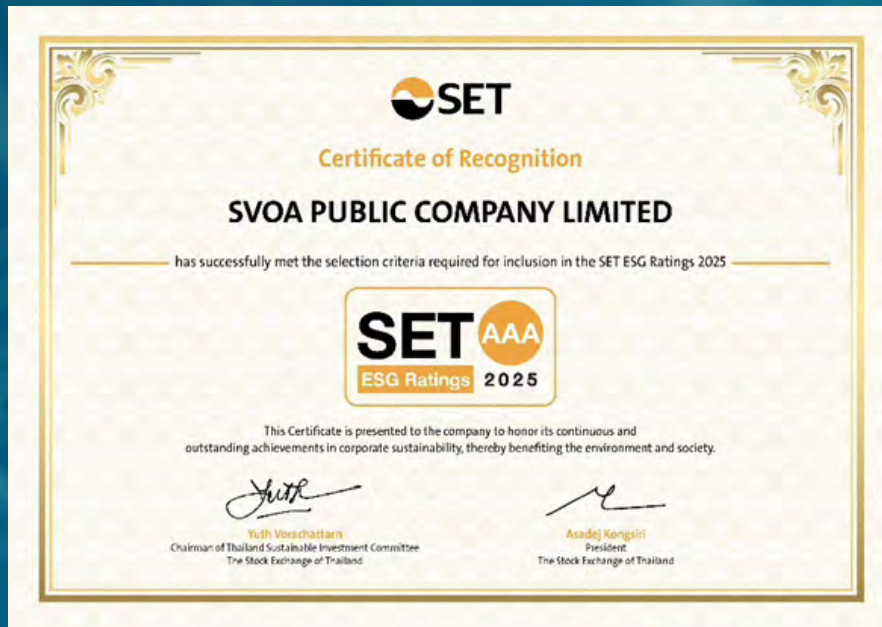 SET
Certificate of Recognition
SVOA PUBLIC COMPANY LIMITED
has successfully met the selection criteria required for inclusion in the SET ESG Ratings 2025
SET AAA
ESG Ratings 2025
This Certificate is presented to the company to honor its continuous and
outstanding achievements in corporate sustainability, thereby benefiting the environment and society.
Yuth
Yuth Vorachattarn
Chairman of Thailand Sustainable Investment Committee
The Stock Exchange of Thailand
Asadej Kongsiri
President
The Stock Exchange of Thailand